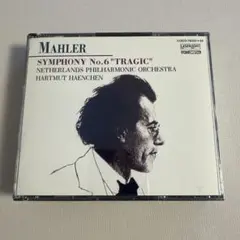 MAHLER
SYMPHONY No.6 "TRAGIC"
NETHERLANDS PHILHARMONIC ORCHESTRA
HARTMUT HAENCHEN